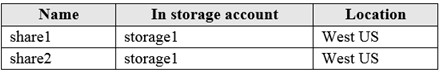 Name In storage account Location
share1 storage1 West US
share2 storage1 West US